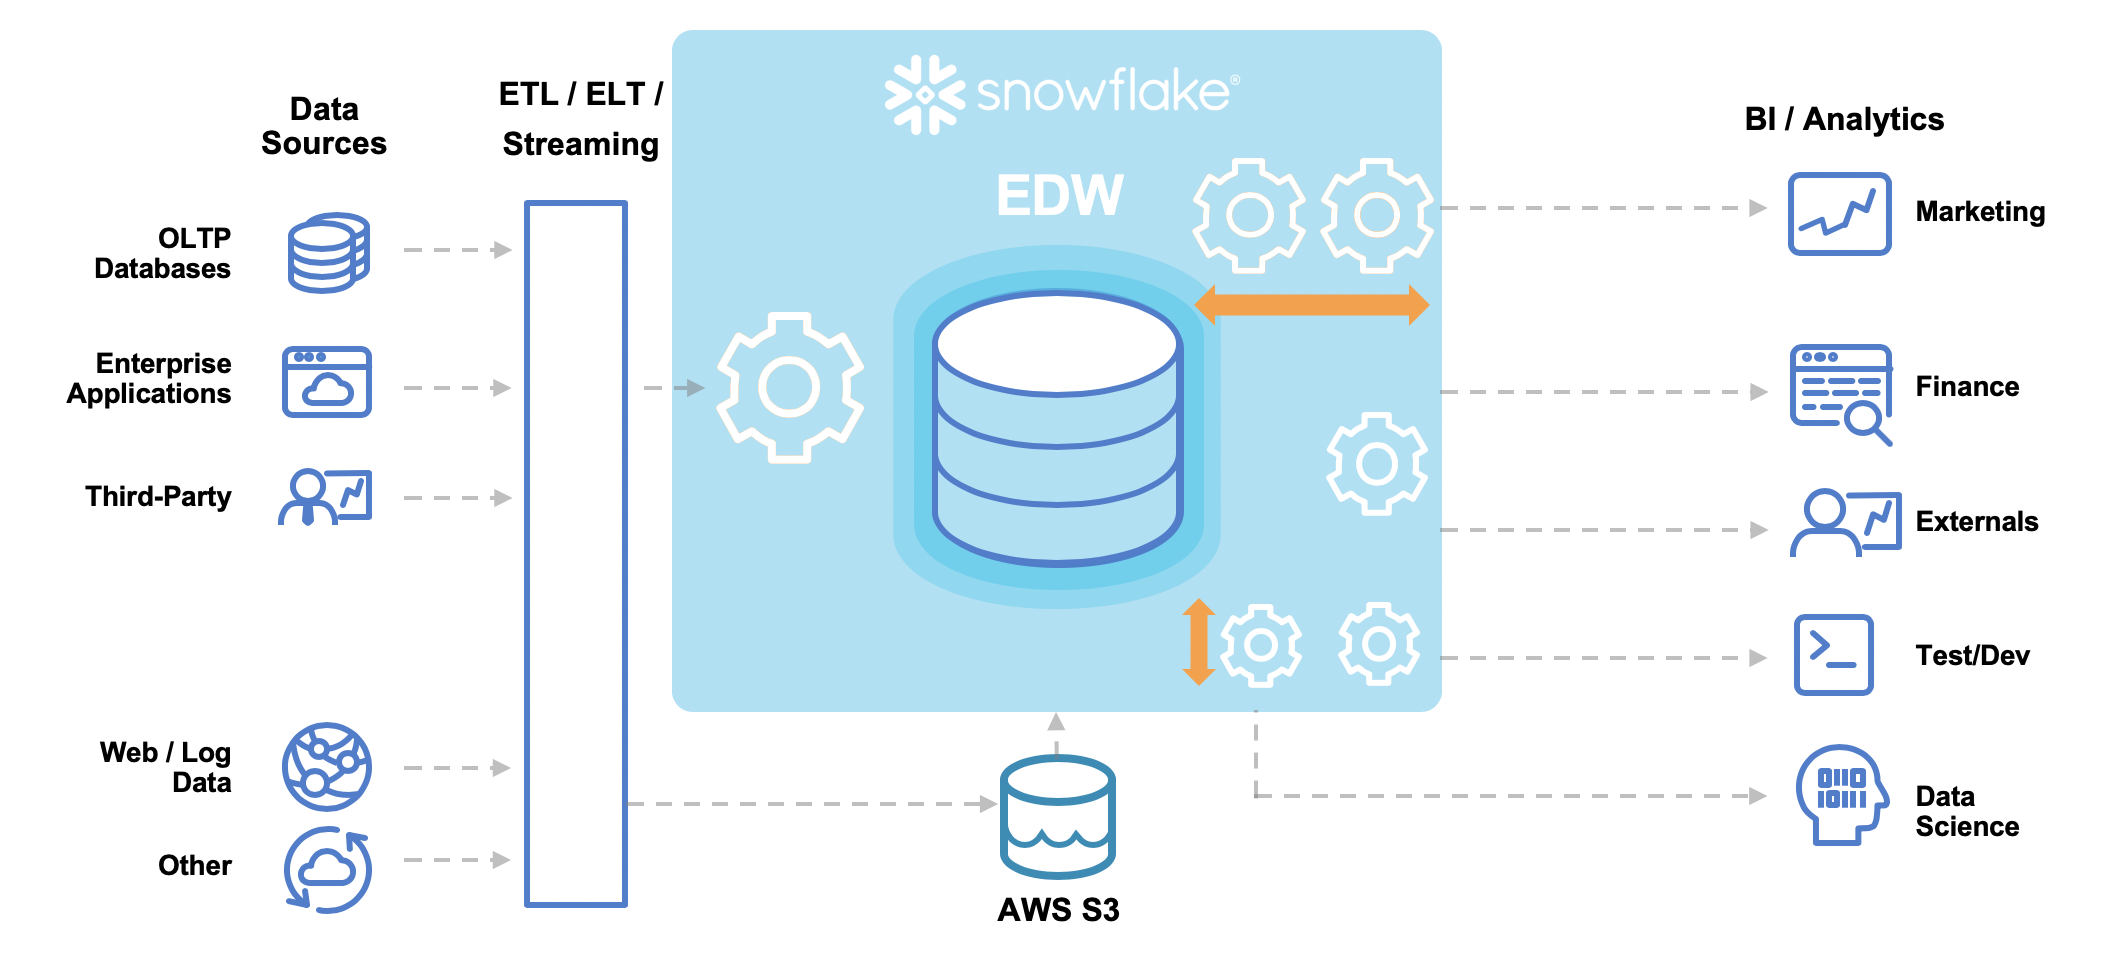 Data
Sources
ETL / ELT /
Streaming
snowflake®
EDW
BI / Analytics
OLTP
Databases
Enterprise
Applications
Third-Party
Web / Log
Data
Other
AWS S3
Marketing
Finance
Externals
Test/Dev
Data
Science